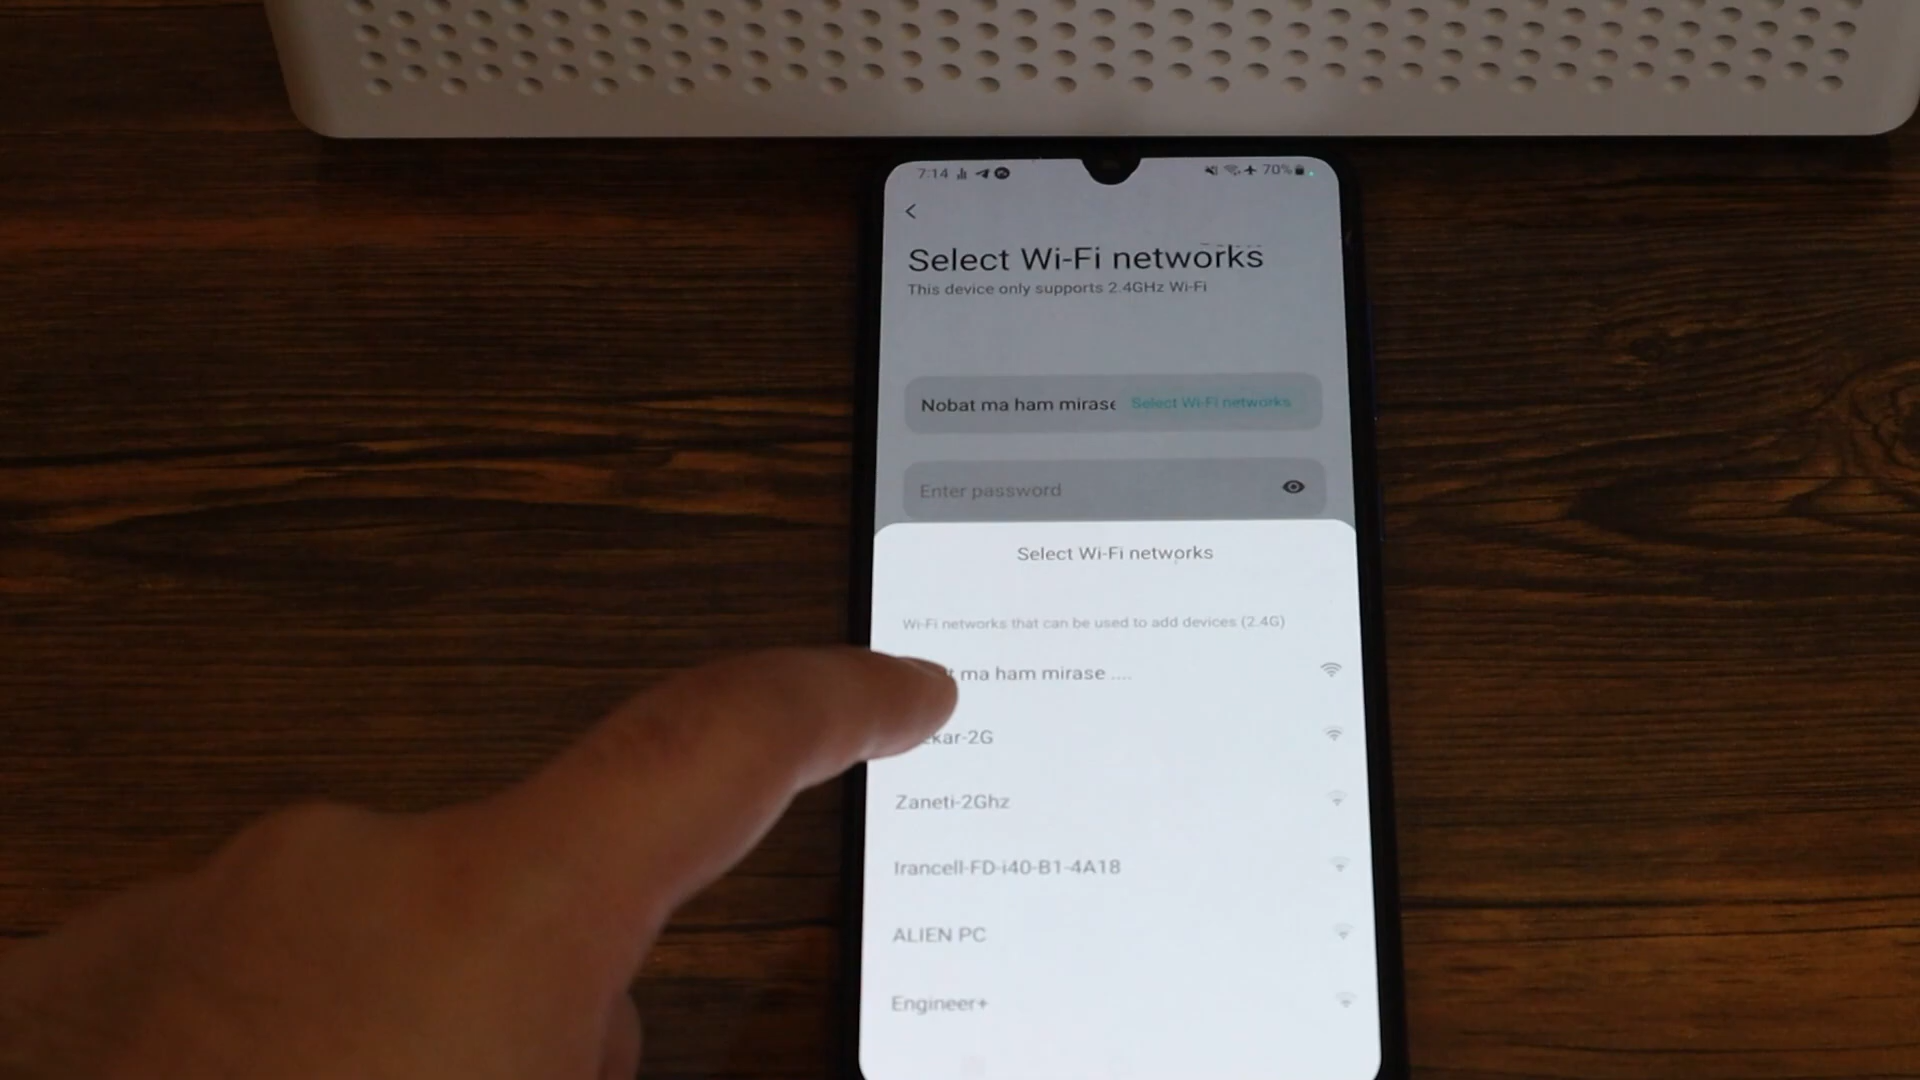 7:14 70%
Select Wi-Fi networks
This device only supports 2.4GHz Wi-Fi
Nobat ma ham mirase Select Wi-Fi networks
Enter password
Select Wi-Fi networks
Wi-Fi networks that can be used to add devices (2.4G)
ma ham mirase ....
kar-2G
Zaneti-2Ghz
Irancell-FD-i40-B1-4A18
ALIEN PC
Engineer+